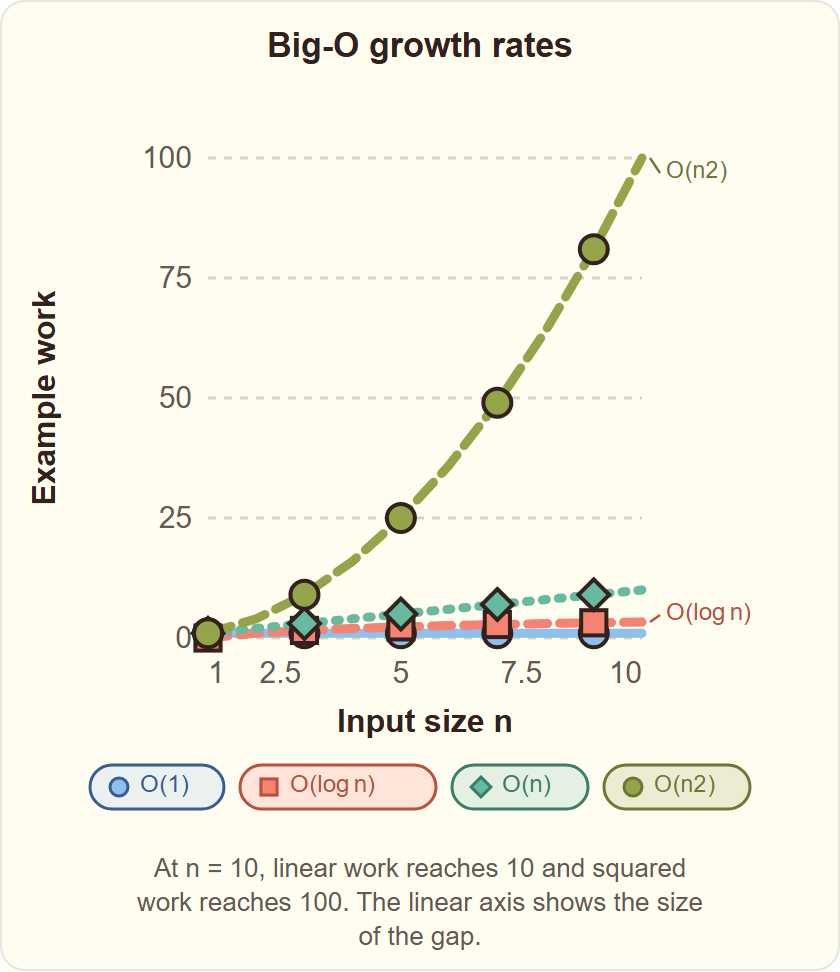 Big-O growth rates
100
O(n2)
75
Example work
50
25
O(log n)
0
1 2.5 5 7.5 10
Input size n
O(1) O(log n) O(n) O(n2)
At n = 10, linear work reaches 10 and squared
work reaches 100. The linear axis shows the size
of the gap.